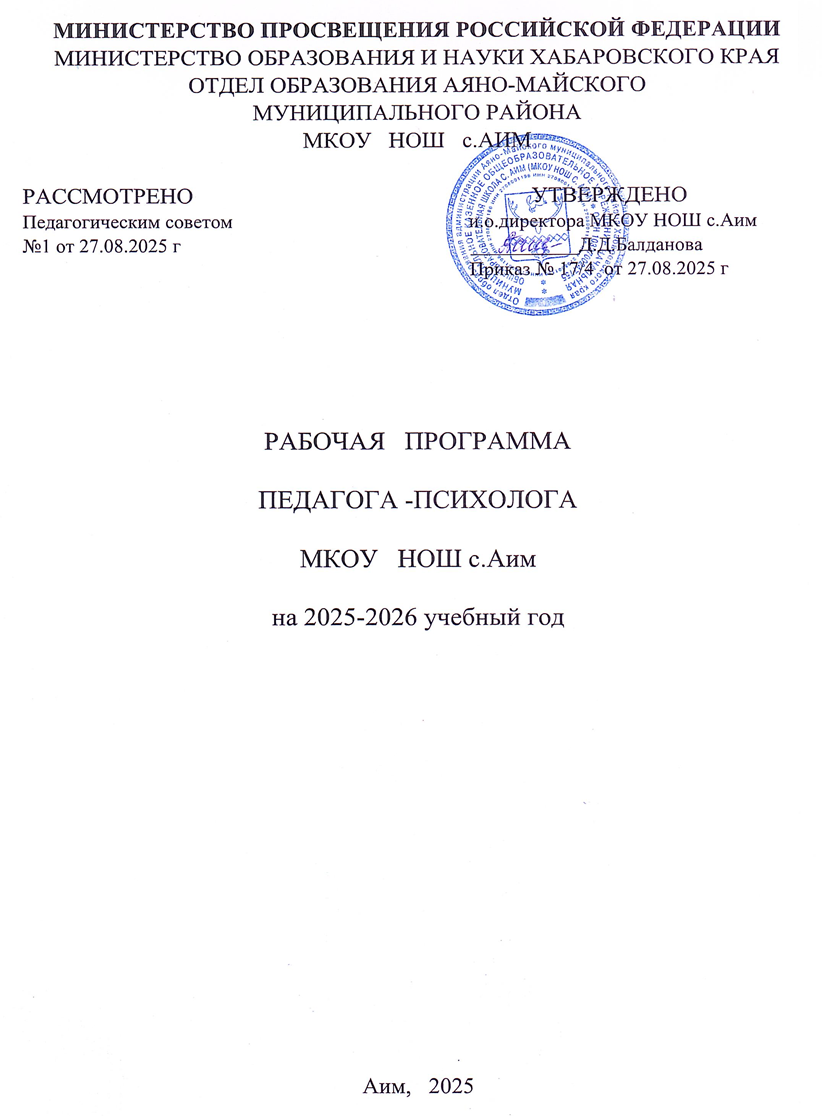 МИНИСТЕРСТВО ПРОСВЕЩЕНИЯ РОССИЙСКОЙ ФЕДЕРАЦИИ
МИНИСТЕРСТВО ОБРАЗОВАНИЯ И НАУКИ ХАБАРОВСКОГО КРАЯ
ОТДЕЛ ОБРАЗОВАНИЯ АЯНО-МАЙСКОГО
МУНИЦИПАЛЬНОГО РАЙОНА
МКОУ НОШ с.АИМ
РАССМОТРЕНО
Педагогическим советом
№1 от 27.08.2025 г
УТВЕРЖДЕНО
и.о.директора МКОУ НОШ с.Аим
Д.Д.Балданова
Приказ № 17/4 от 27.08.2025 г
РАБОЧАЯ ПРОГРАММА
ПЕДАГОГА -ПСИХОЛОГА
МКОУ НОШ с.Аим
на 2025-2026 учебный год
Аим, 2025